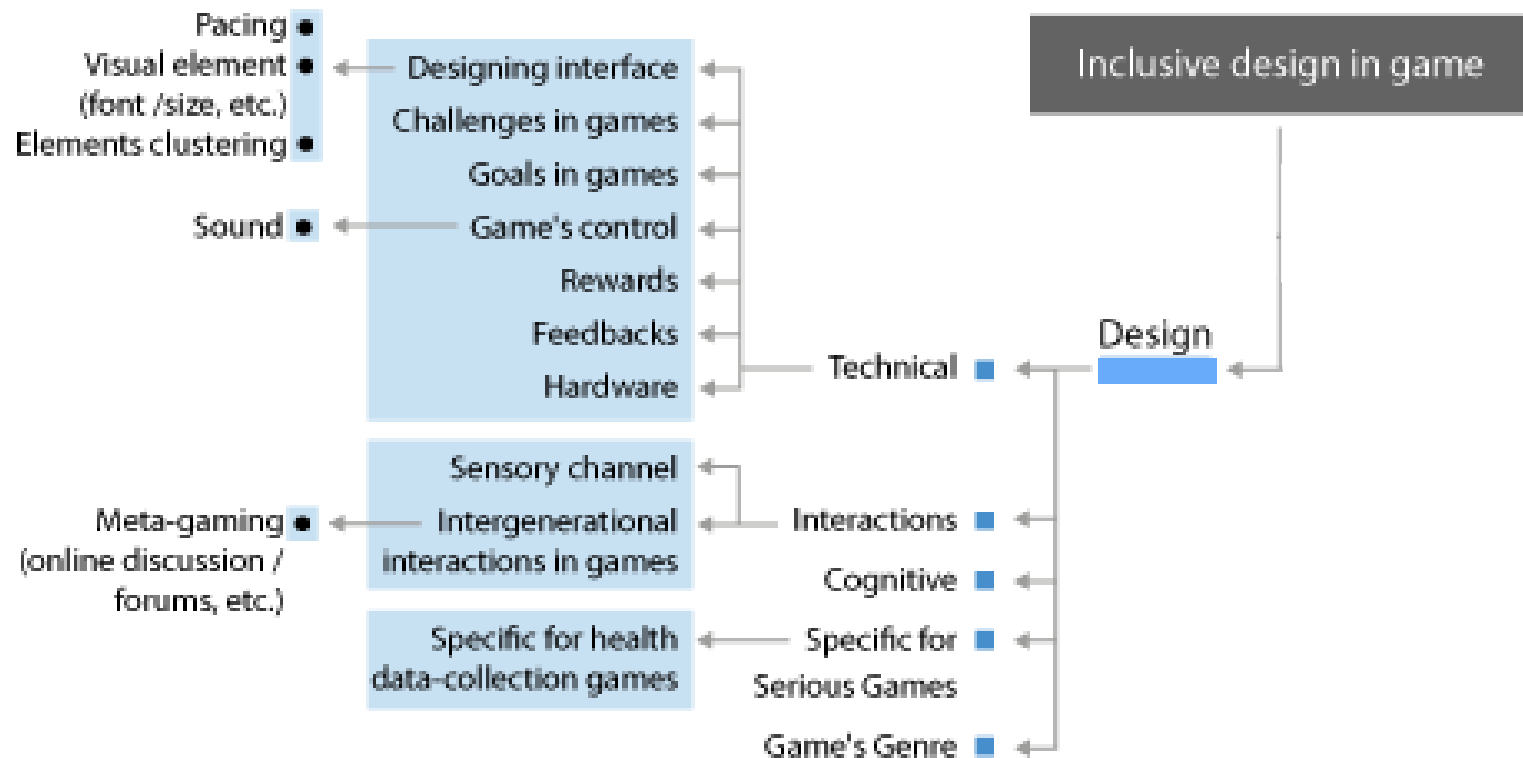 Inclusive design in game
Design
Technical
Designing interface
Pacing
Visual element
(font /size, etc.)
Elements clustering
Challenges in games
Goals in games
Game's control
Sound
Rewards
Feedbacks
Hardware
Interactions
Sensory channel
Intergenerational
interactions in games
Meta-gaming
(online discussion /
forums, etc.)
Cognitive
Specific for
Serious Games
Specific for health
data-collection games
Game's Genre